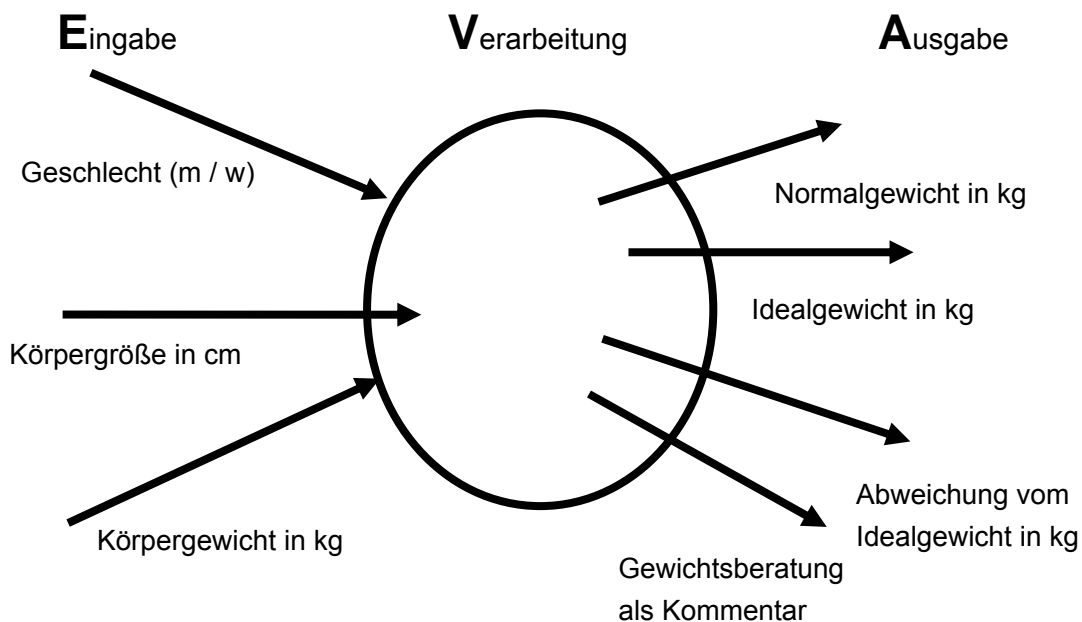 Eingabe
Verarbeitung
Ausgabe
Geschlecht (m / w)
Normalgewicht in kg
Idealgewicht in kg
Körpergröße in cm
Körpergewicht in kg
Abweichung vom
Idealgewicht in kg
Gewichtsberatung
als Kommentar